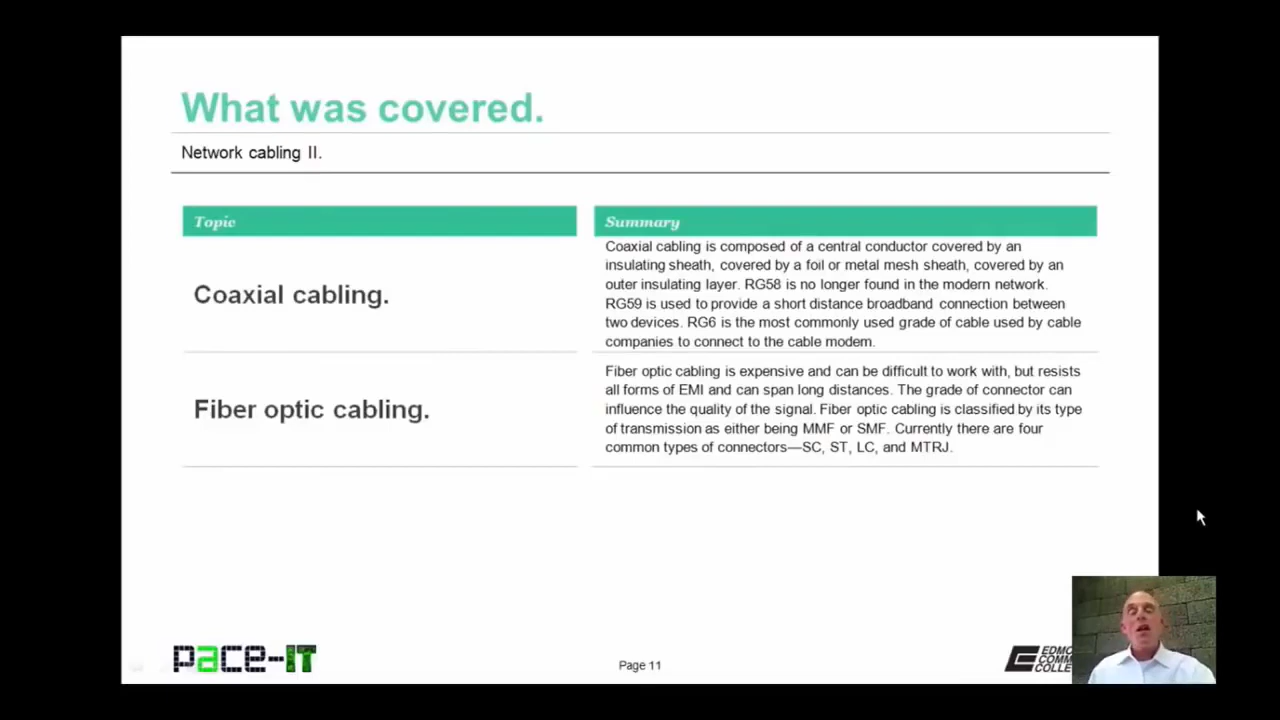 What was covered.
Network cabling II.
Topic
Summary
Coaxial cabling.
Coaxial cabling is composed of a central conductor covered by an
insulating sheath, covered by a foil or metal mesh sheath, covered by an
outer insulating layer. RG58 is no longer found in the modern network.
RG59 is used to provide a short distance broadband connection between
two devices. RG6 is the most commonly used grade of cable used by cable
companies to connect to the cable modem.
Fiber optic cabling.
Fiber optic cabling is expensive and can be difficult to work with, but resists
all forms of EMI and can span long distances. The grade of connector can
influence the quality of the signal. Fiber optic cabling is classified by its type
of transmission as either being MMF or SMF. Currently there are four
common types of connectors—SC, ST, LC, and MTRJ.
pace-IT
Page 11